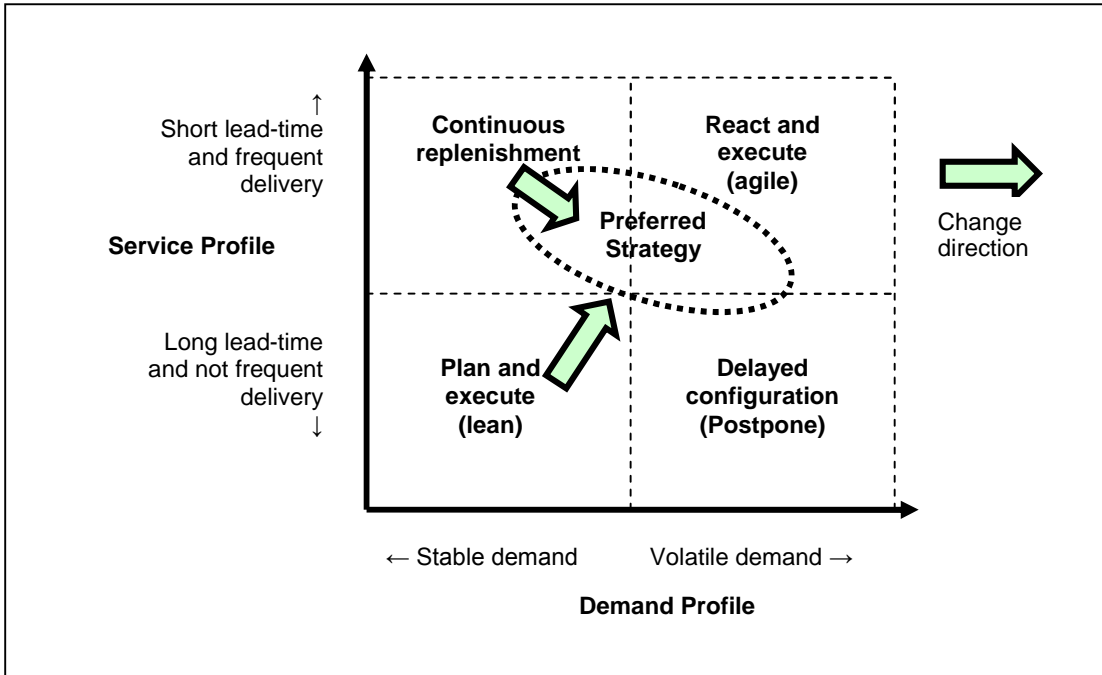 ↑
Short lead-time
and frequent
delivery
Service Profile
Long lead-time
and not frequent
delivery
↓
Continuous
replenishment
React and
execute
(agile)
Preferred
Strategy
Plan and
execute
(lean)
Delayed
configuration
(Postpone)
Change
direction
← Stable demand
Volatile demand →
Demand Profile